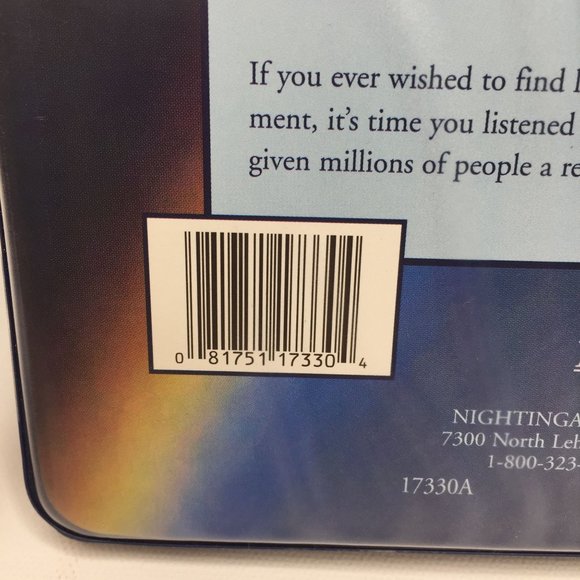 If you ever wished to find
ment, it's time you listened
given millions of people a
0 81751 17330 4
7300 North
17330A